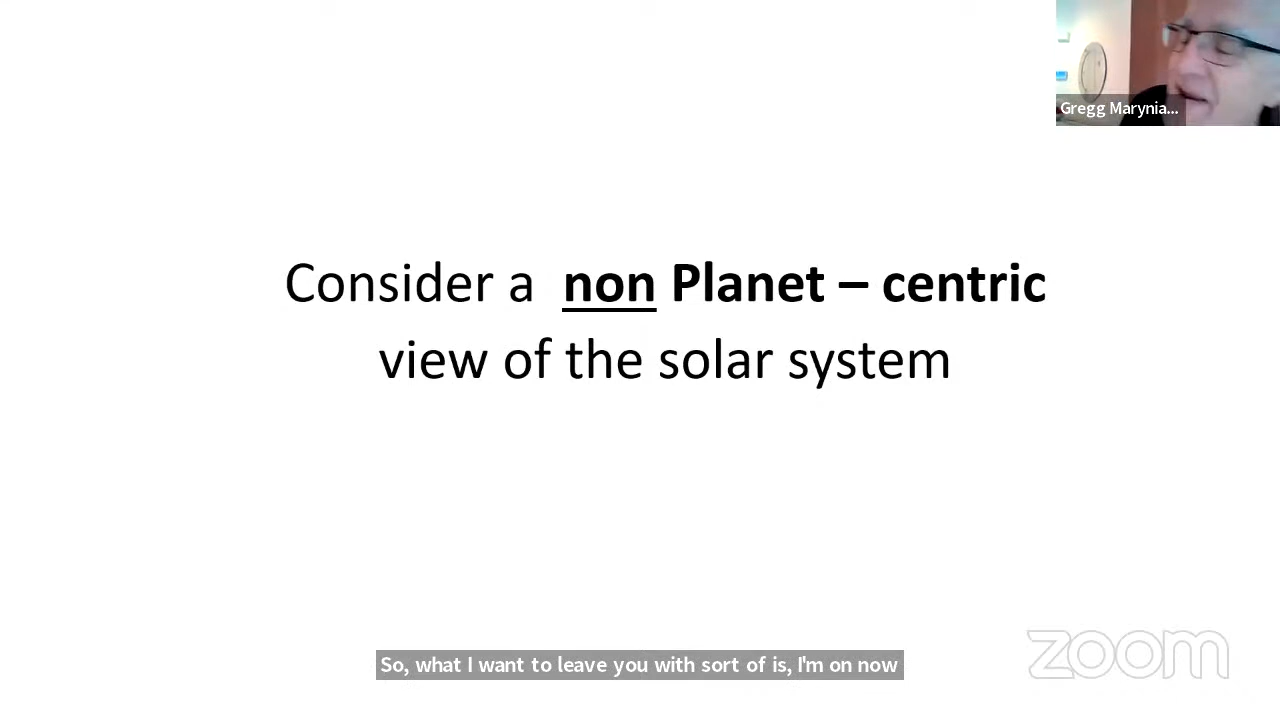 Gregg Marynia...
Consider a non Planet – centric
view of the solar system
So, what I want to leave you with sort of is, I'm on now
zoom